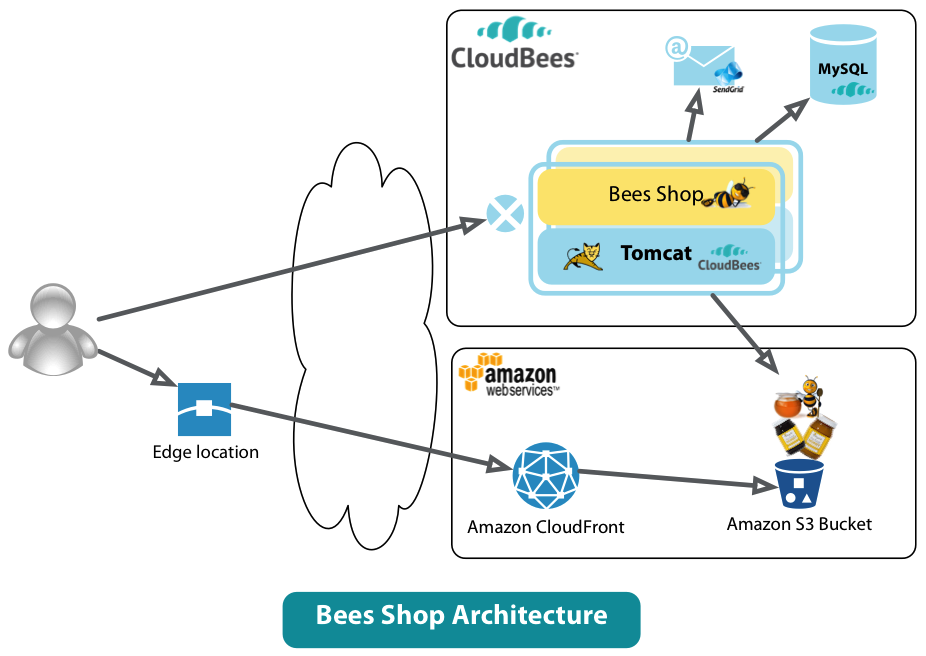 CloudBees
@
SendGrid
MySQL
Bees Shop
Tomcat
CloudBees
amazon
webservices™
Edge location
Amazon CloudFront
Amazon S3 Bucket
Bees Shop Architecture